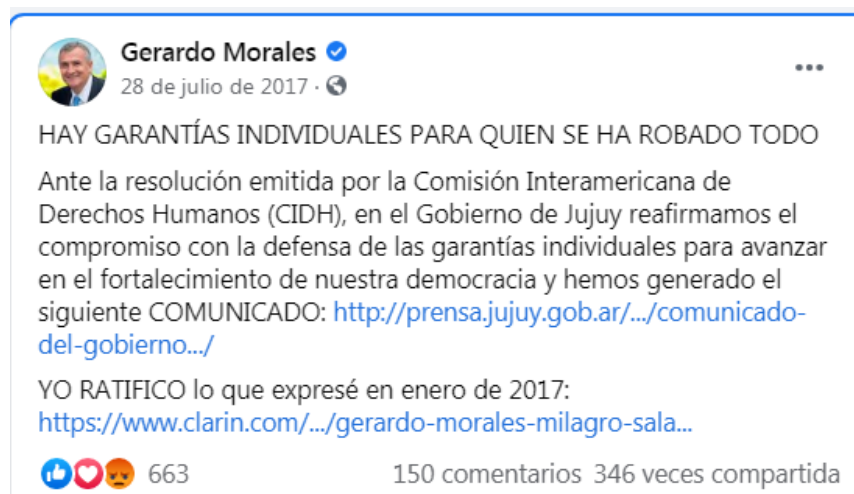 Gerardo Morales
28 de julio de 2017 ·
HAY GARANTÍAS INDIVIDUALES PARA QUIEN SE HA ROBADO TODO
Ante la resolución emitida por la Comisión Interamericana de
Derechos Humanos (CIDH), en el Gobierno de Jujuy reafirmamos el
compromiso con la defensa de las garantías individuales para avanzar
en el fortalecimiento de nuestra democracia y hemos generado el
siguiente COMUNICADO: http://prensa.jujuy.gob.ar/.../comunicado-
del-gobierno.../
YO RATIFICO lo que expresé en enero de 2017:
https://www.clarin.com/.../gerardo-morales-milagro-sala...
663 150 comentarios 346 veces compartida